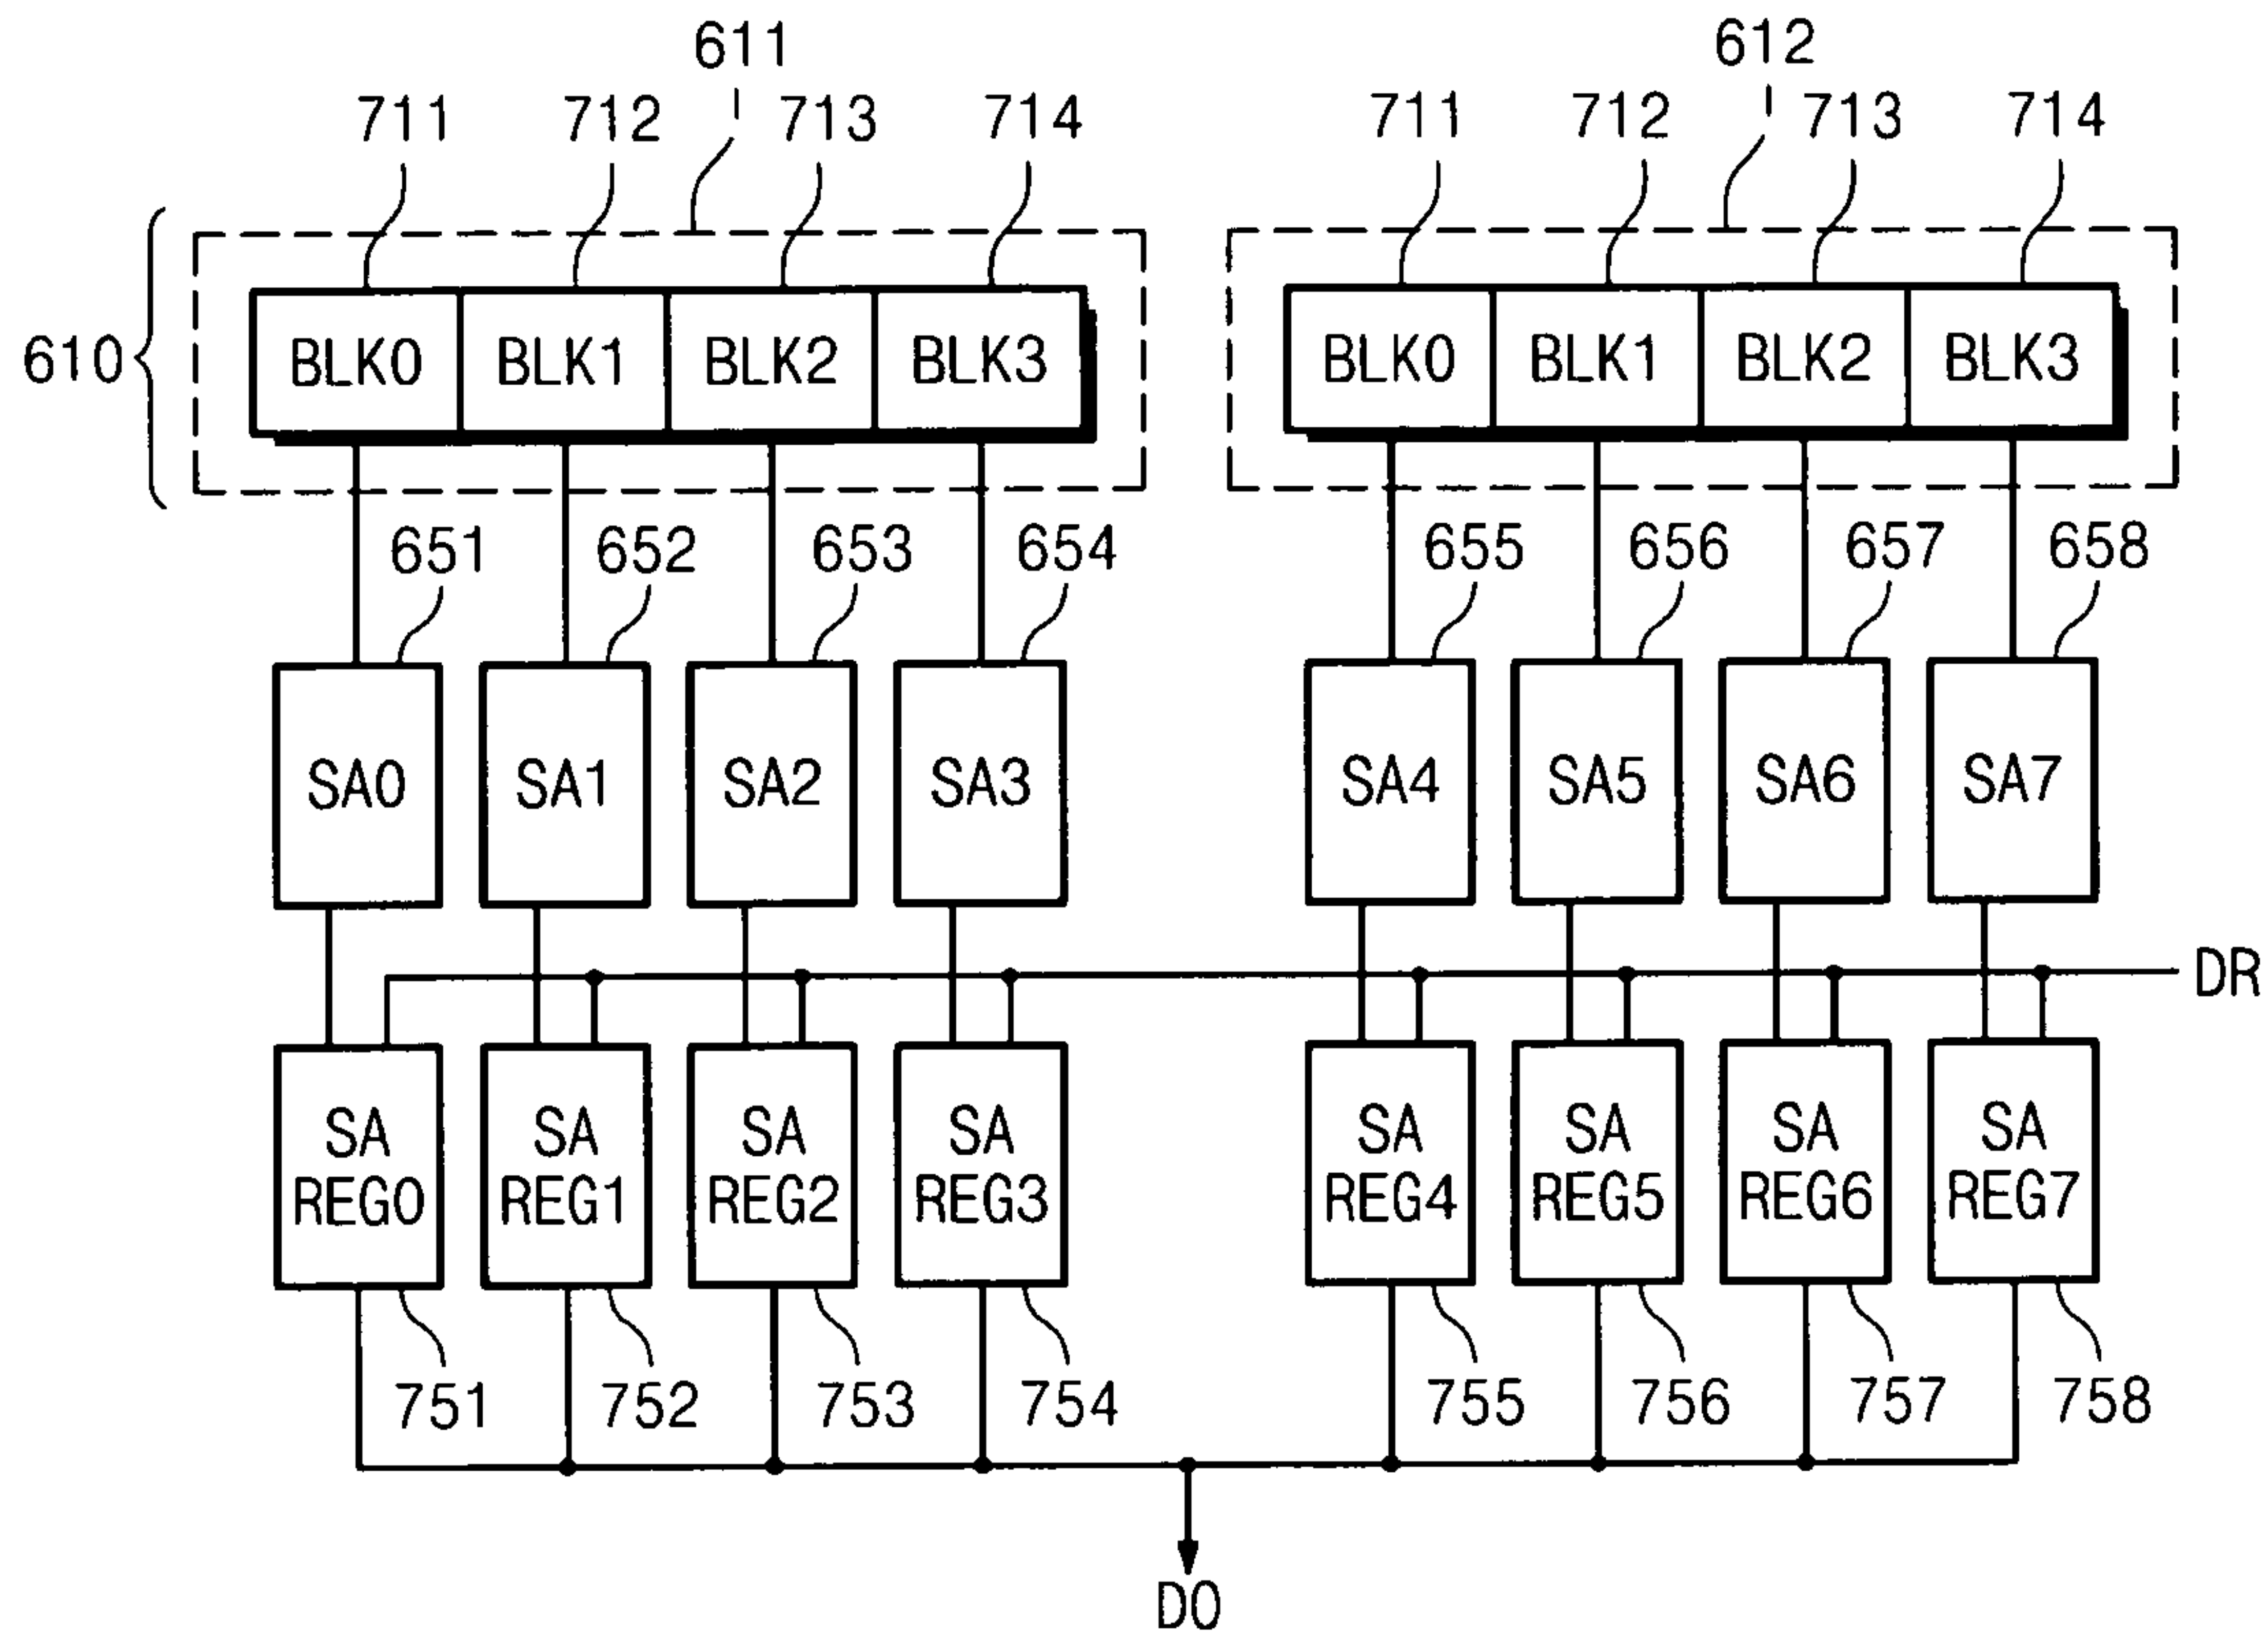 611 612
711 712 713 714 711 712 713 714
610
BLK0 BLK1 BLK2 BLK3 BLK0 BLK1 BLK2 BLK3
651 652 653 654 655 656 657 658
SA0 SA1 SA2 SA3 SA4 SA5 SA6 SA7
DR
SA SA SA SA SA SA SA SA
REG0 REG1 REG2 REG3 REG4 REG5 REG6 REG7
751 752 753 754 755 756 757 758
DO